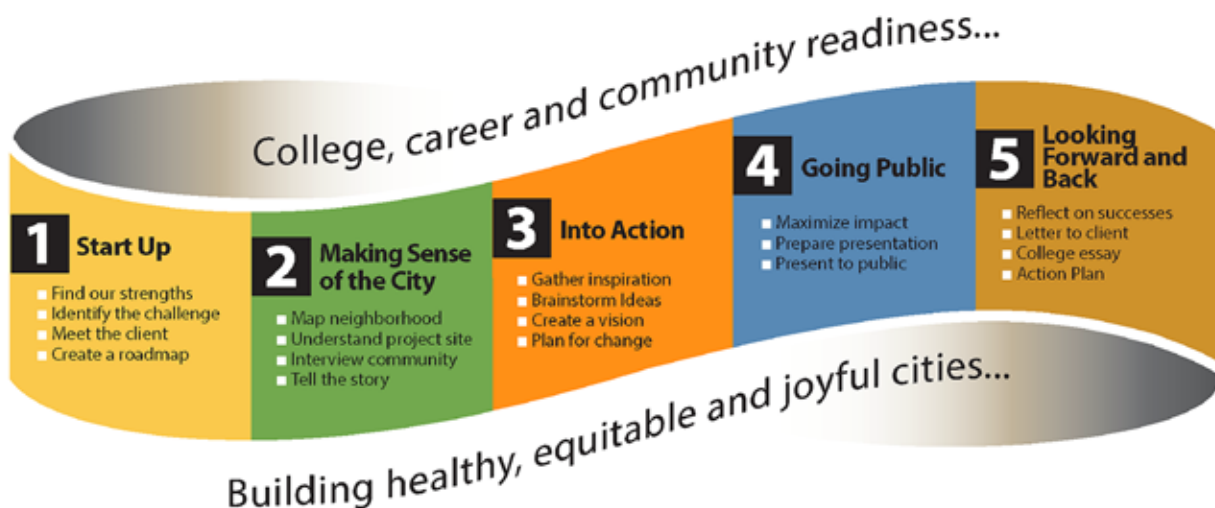 College, career and community readiness...
1 Start Up
Find our strengths
Identify the challenge
Meet the client
Create a roadmap
2 Making Sense
of the City
Map neighborhood
Understand project site
Interview community
Tell the story
3 Into Action
Gather inspiration
Brainstorm Ideas
Create a vision
Plan for change
4 Going Public
Maximize impact
Prepare presentation
Present to public
5 Looking
Forward and
Back
Reflect on successes
Letter to client
College essay
Action Plan
Building healthy, equitable and joyful cities...